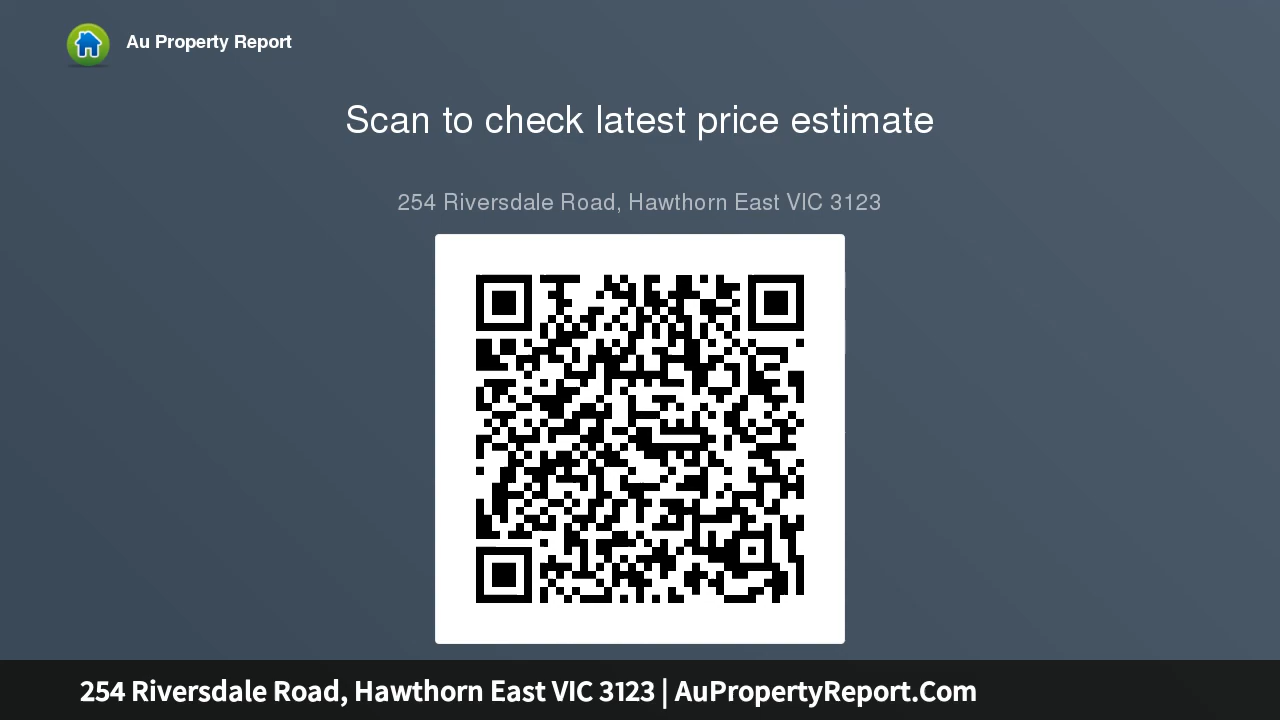 Au Property Report
Scan to check latest price estimate
254 Riversdale Road, Hawthorn East VIC 3123
254 Riversdale Road, Hawthorn East VIC 3123 | AuPropertyReport.Com